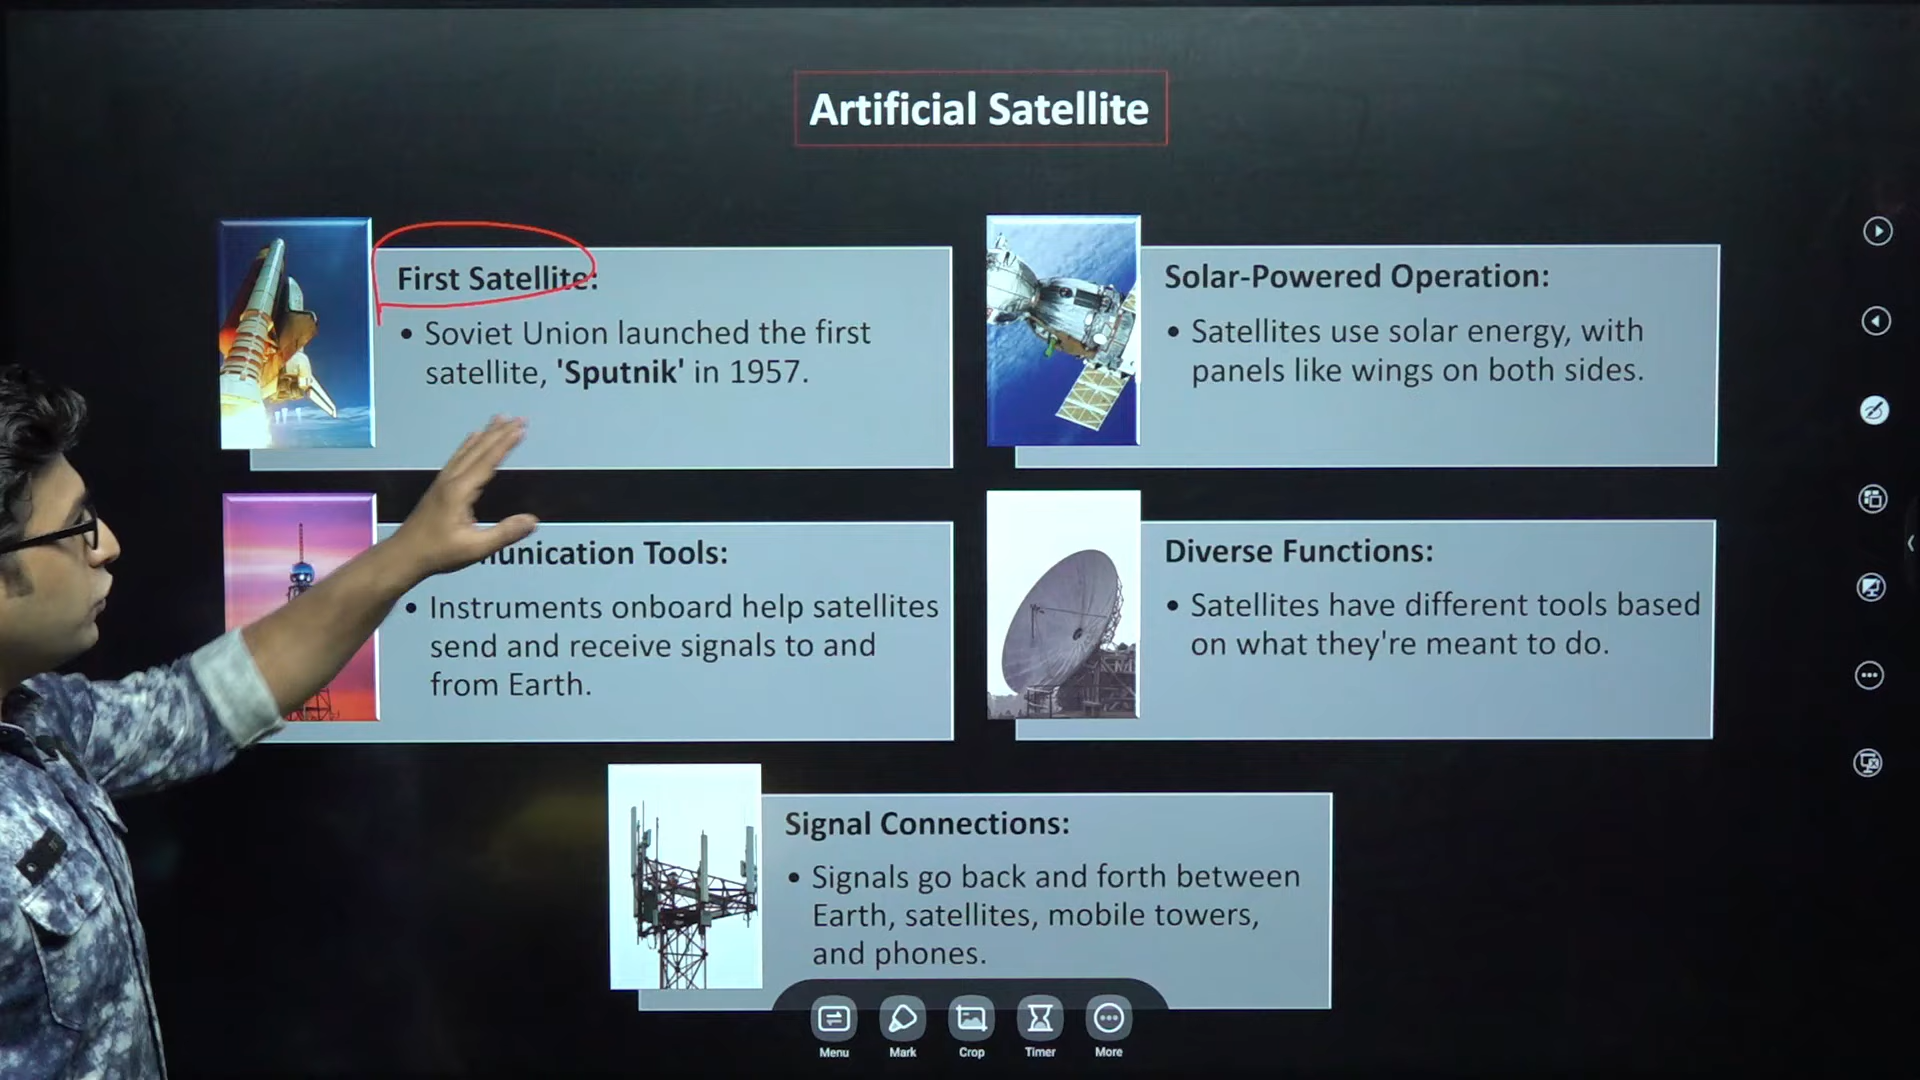 Artificial Satellite
First Satellite:
• Soviet Union launched the first
satellite, 'Sputnik' in 1957.
Solar-Powered Operation:
• Satellites use solar energy, with
panels like wings on both sides.
Tools:
• Instruments onboard help satellites
send and receive signals to and
from Earth.
Diverse Functions:
• Satellites have different tools based
on what they're meant to do.
Signal Connections:
• Signals go back and forth between
Earth, satellites, mobile towers,
and phones.
Menu Mark Crop Timer More